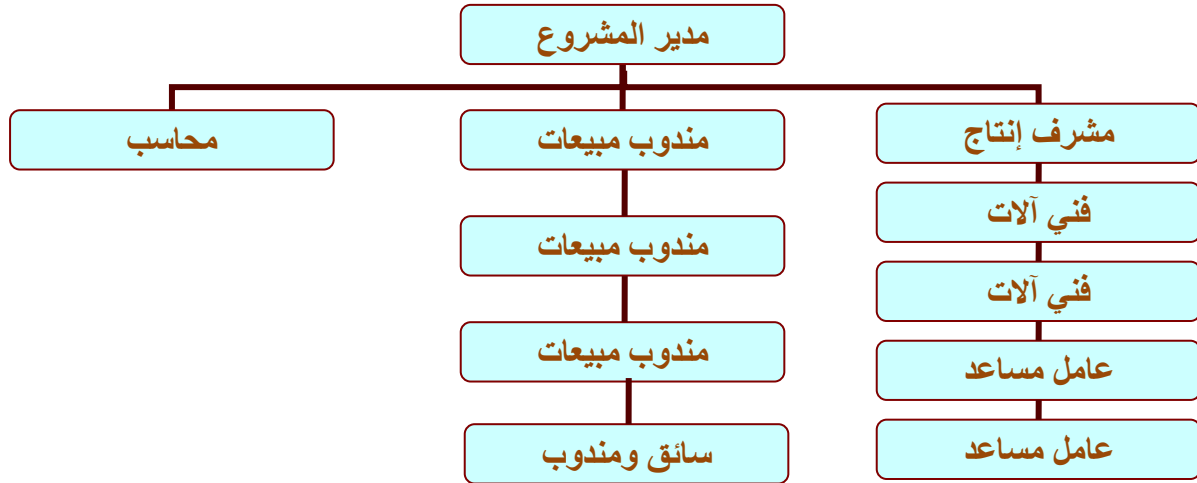 مدير المشروع
مشرف إنتاج
مندوب مبيعات
محاسب
فني آلات
مندوب مبيعات
فني آلات
مندوب مبيعات
عامل مساعد
سائق ومندوب
عامل مساعد